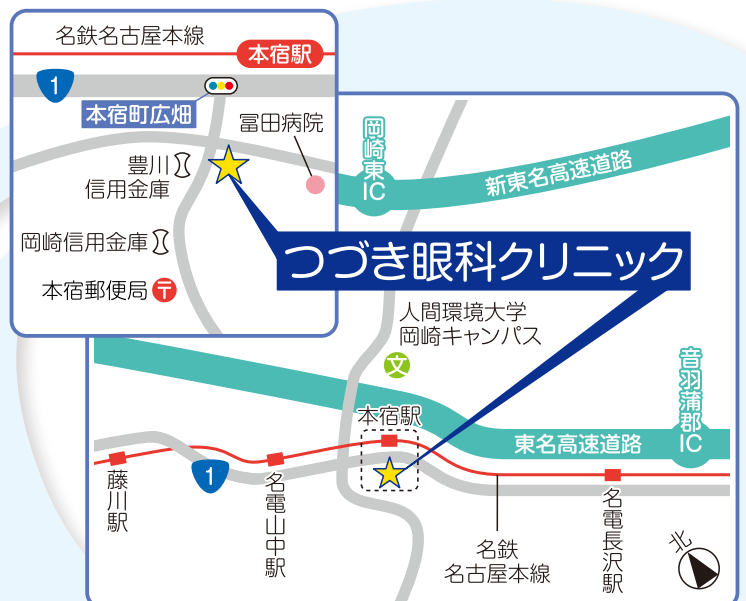 名鉄名古屋本線
本宿駅
1
本宿町広畑
冨田病院
豊川
信用金庫
岡崎信用金庫
本宿郵便局
岡崎東IC
新東名高速道路
つづき眼科クリニック
人間環境大学
岡崎キャンパス
文
音羽蒲郡IC
本宿駅
東名高速道路
1
藤川駅
名電山中駅
名鉄
名古屋本線
名電長沢駅
北